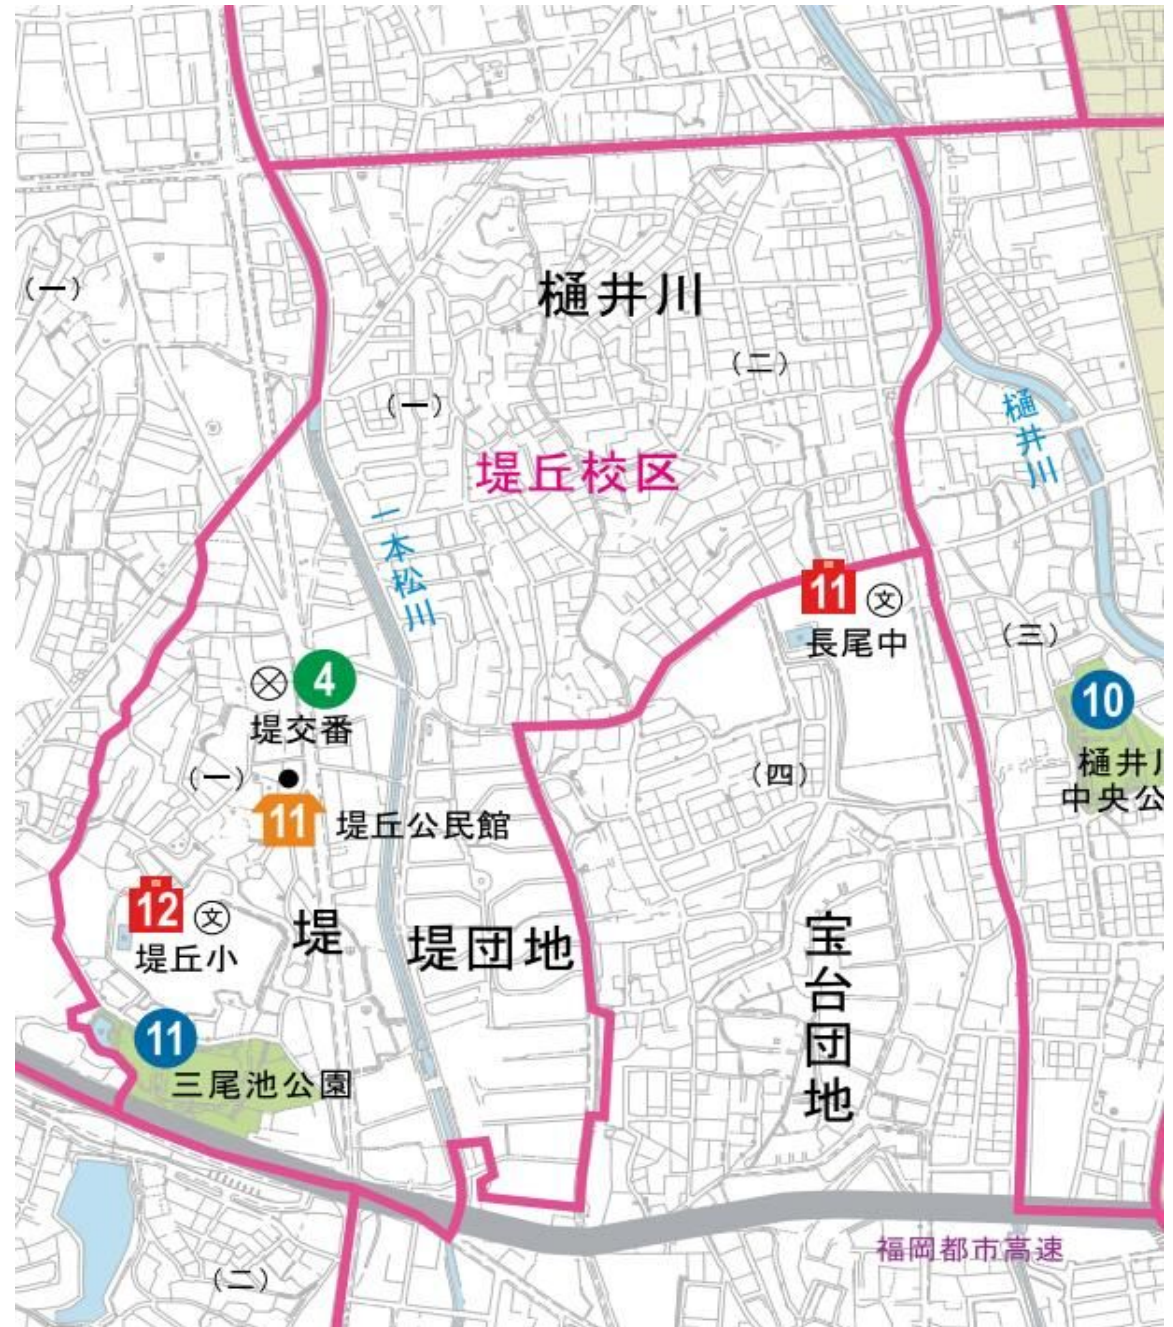 (一)
樋井川
(二)
(一)
樋井川
堤丘校区
一本松川
11
長尾中
(三)
4
堤交番
10
樋井川
中央公
(一)
(四)
11
堤丘公民館
12
堤丘小
堤
堤団地
宝台団地
11
三尾池公園
福岡都市高速
(二)